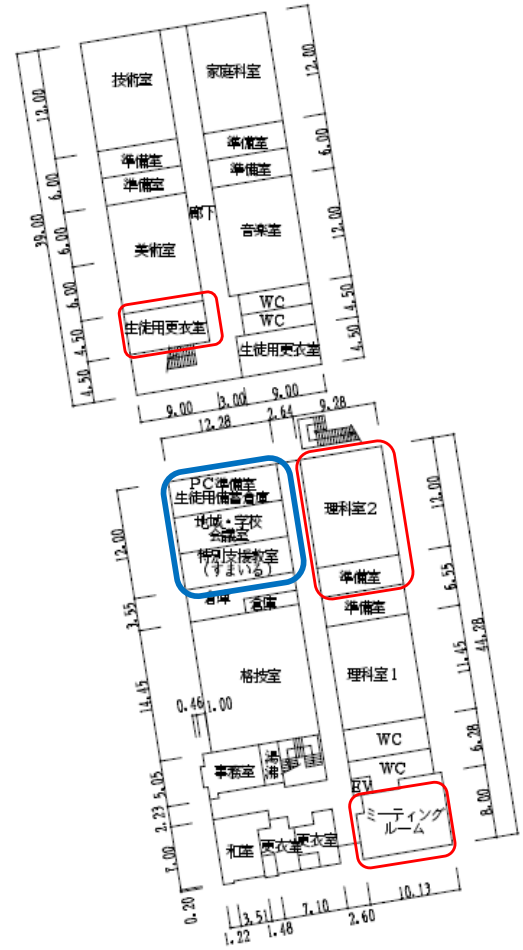 技術室
家庭科室
12.00
12.00
準備室
準備室
準備室
準備室
6.00
6.00
39.00
廊下
美術室
音楽室
6.00
12.00
6.00
WC
WC
生徒用更衣室
生徒用更衣室
4.50
4.50
4.50
4.50
9.00
3.00
9.00
12.28
2.64
9.28
PC準備室
生徒用備蓄倉庫
理科室2
地域・学校
会議室
特別支援教室
(すまいる)
12.00
12.00
準備室
準備室
倉庫
倉庫
3.55
6.55
44.28
格技室
理科室1
14.45
11.45
0.46
1.00
WC
WC
6.28
事務室
湯沸
EV
5.05
2.23
ミーティング
ルーム
8.00
和室
更衣室
更衣室
7.00
0.20
1.22
3.51
1.48
7.10
2.60
10.13